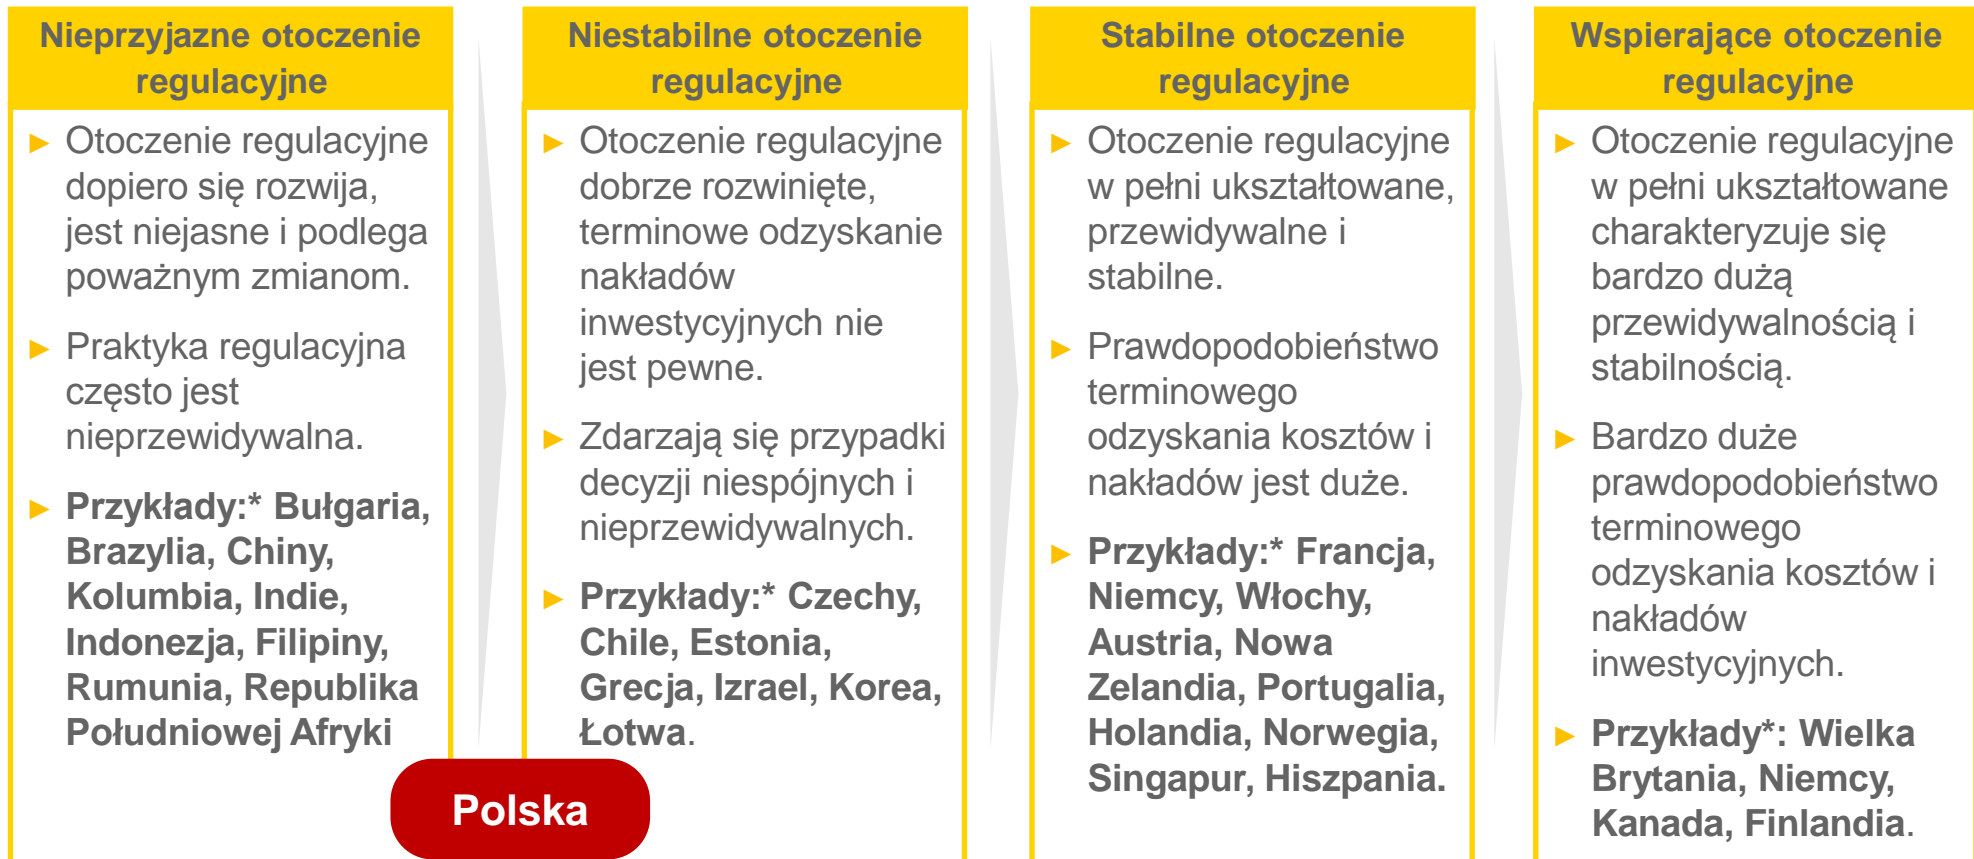 Nieprzyjazne otoczenie
regulacyjne
► Otoczenie regulacyjne
dopiero się rozwija,
jest niejasne i podlega
poważnym zmianom.
► Praktyka regulacyjna
często jest
nieprzewidywalna.
► Przykłady:* Bułgaria,
Brazylia, Chiny,
Kolumbia, Indie,
Indonezja, Filipiny,
Rumunia, Republika
Południowej Afryki
Niestabilne otoczenie
regulacyjne
► Otoczenie regulacyjne
dobrze rozwinięte,
terminowe odzyskanie
nakładów
inwestycyjnych nie
jest pewne.
► Zdarzają się przypadki
decyzji niespójnych i
nieprzewidywalnych.
► Przykłady:* Czechy,
Chile, Estonia,
Grecja, Izrael, Korea,
Łotwa.
Polska
Stabilne otoczenie
regulacyjne
► Otoczenie regulacyjne
w pełni ukształtowane,
przewidywalne i
stabilne.
► Prawdopodobieństwo
terminowego
odzyskania kosztów i
nakładów jest duże.
► Przykłady:* Francja,
Niemcy, Włochy,
Austria, Nowa
Zelandia, Portugalia,
Holandia, Norwegia,
Singapur, Hiszpania.
Wspierające otoczenie
regulacyjne
► Otoczenie regulacyjne
w pełni ukształtowane
charakteryzuje się
bardzo dużą
przewidywalnością i
stabilnością.
► Bardzo duże
prawdopodobieństwo
terminowego
odzyskania kosztów i
nakładów
inwestycyjnych.
► Przykłady*: Wielka
Brytania, Niemcy,
Kanada, Finlandia.